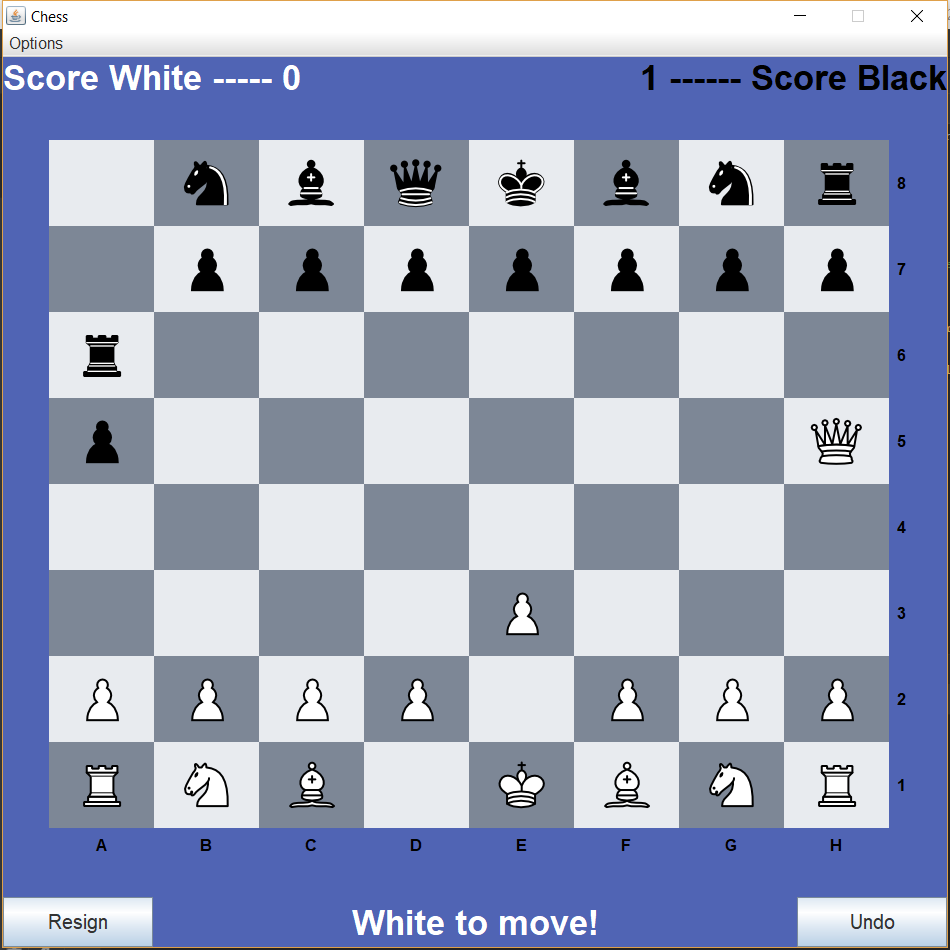 Chess
Options
Score White ----- 0
1 ------ Score Black
8
7
6
5
4
3
2
1
A B C D E F G H
Resign
White to move!
Undo